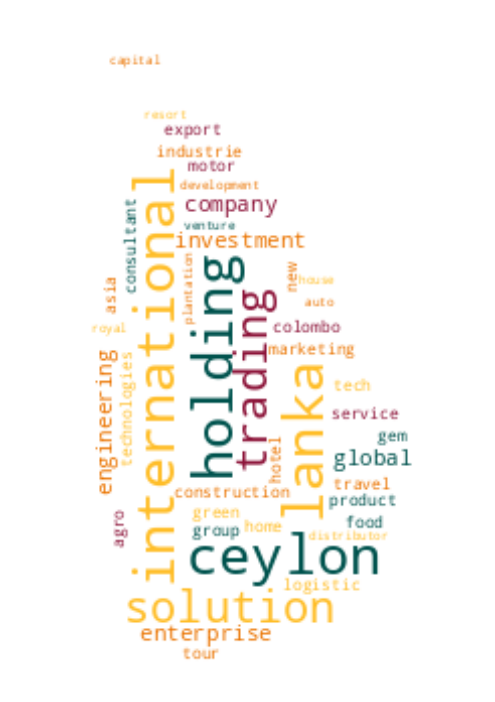 capital
resort
export
industrie
motor
development
company
venture
investment
consultant
international
holding
plantation
new
house
asia
auto
trading
royal
colombo
marketing
engineering
technologies
lanka
tech
service
gem
hotel
global
travel
construction
product
agro
green
food
group
home
distributor
ceylon
logistic
solution
enterprise
tour